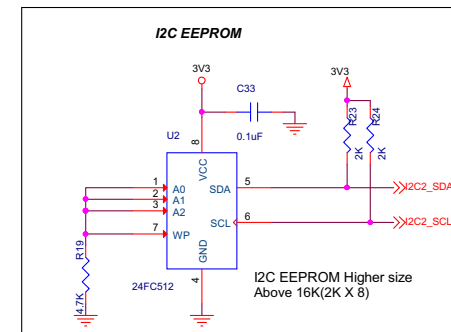 I2C EEPROM
3V3
C33
0.1uF
3V3
R23
2K
R24
2K
U2
8
VCC
1
A0
2
A1
3
A2
7
WP
SDA
5
SCL
6
GND
4
I2C2_SDA
I2C2_SCL
R19
4.7K
24FC512
I2C EEPROM Higher size
Above 16K(2K X 8)